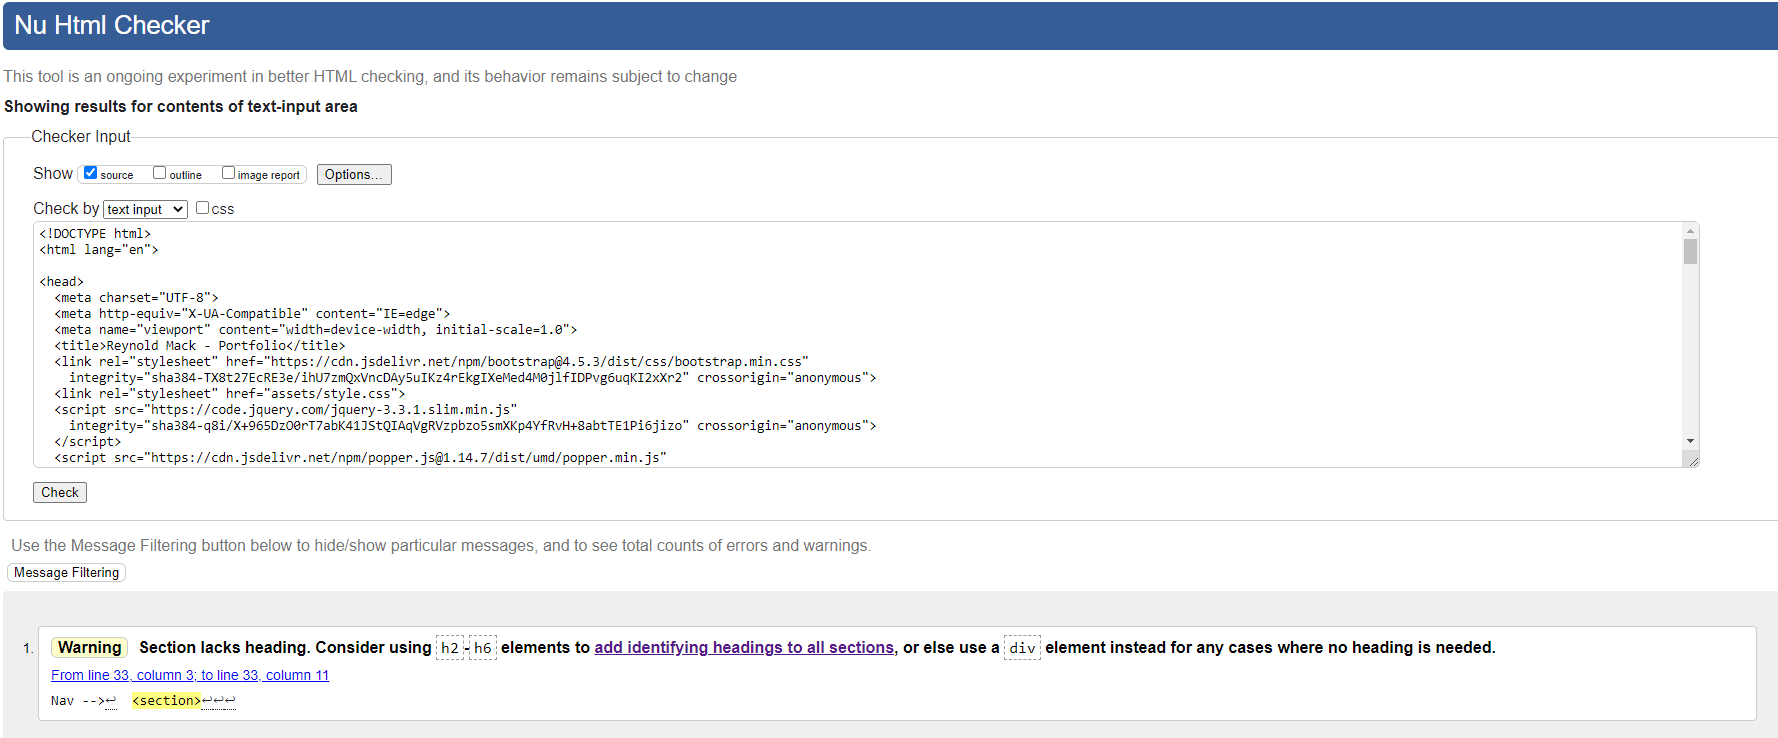 Nu Html Checker
This tool is an ongoing experiment in better HTML checking, and its behavior remains subject to change
Showing results for contents of text-input area
Checker Input
Show source outline image report Options...
Check by text input css
<!DOCTYPE html>
<html lang="en">
<head>
<meta charset="UTF-8">
<meta http-equiv="X-UA-Compatible" content="IE=edge">
<meta name="viewport" content="width=device-width, initial-scale=1.0">
<title>Reynold Mack - Portfolio</title>
<link rel="stylesheet" href="https://cdn.jsdelivr.net/npm/bootstrap@4.5.3/dist/css/bootstrap.min.css"
integrity="sha384-TX8t27EcRE3e/ihU7zmQxVncDAy5uIKz4rEkgIXeMed4M0jlfIDPvg6uqKI2xXr2" crossorigin="anonymous">
<link rel="stylesheet" href="assets/style.css">
<script src="https://code.jquery.com/jquery-3.3.1.slim.min.js"
integrity="sha384-q8i/X+965DzO0rT7abK41JStQIAqVgRVzpbzo5smXKp4YfRvH+8abtTE1Pi6jizo" crossorigin="anonymous">
</script>
<script src="https://cdn.jsdelivr.net/npm/popper.js@1.14.7/dist/umd/popper.min.js"
Check
Use the Message Filtering button below to hide/show particular messages, and to see total counts of errors and warnings.
Message Filtering
1. Warning Section lacks heading. Consider using h2-h6 elements to add identifying headings to all sections, or else use a div element instead for any cases where no heading is needed.
From line 33, column 3; to line 33, column 11
Nav -->↩ <section>↩↩↩